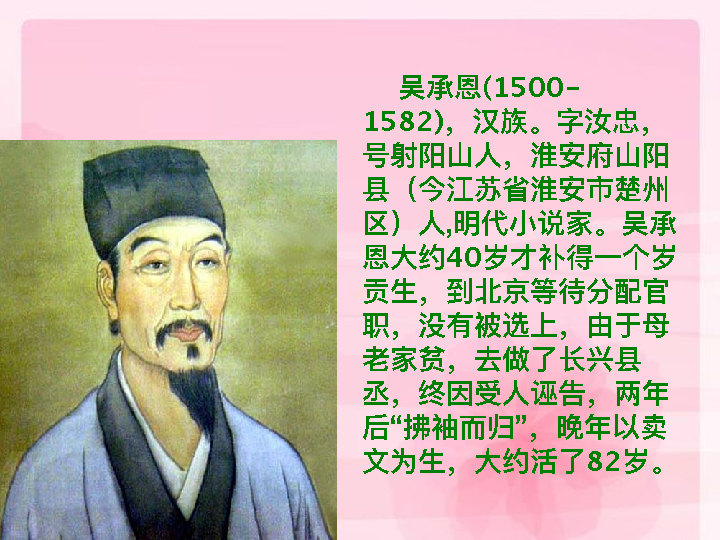 吴承恩(1500-
1582)，汉族。字汝忠，
号射阳山人，淮安府山阳
县（今江苏省淮安市楚州
区）人,明代小说家。吴承
恩大约40岁才补得一个岁
贡生，到北京等待分配官
职，没有被选上，由于母
老家贫，去做了长兴县
丞，终因受人诬告，两年
后“拂袖而归”，晚年以卖
文为生，大约活了82岁。